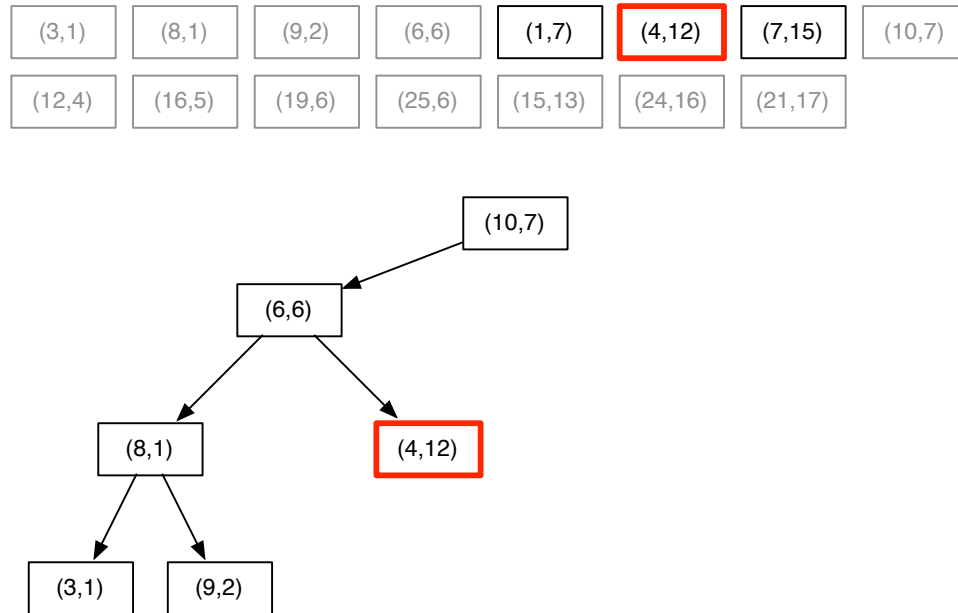 (3,1) (8,1) (9,2) (6,6) (1,7) (4,12) (7,15) (10,7)
(12,4) (16,5) (19,6) (25,6) (15,13) (24,16) (21,17)
(10,7)
(6,6)
(8,1) (4,12)
(3,1) (9,2)